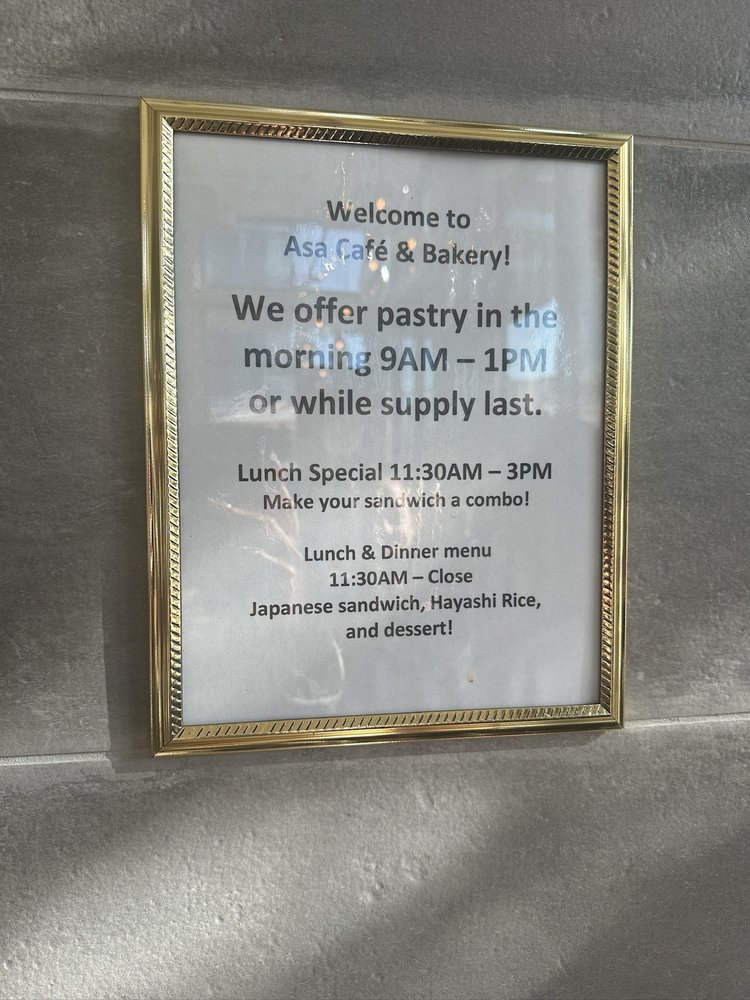 Welcome to
Asa Café & Bakery!
We offer pastry in the
morning 9AM – 1PM
or while supply last.
Lunch Special 11:30AM – 3PM
Make your sandwich a combo!
Lunch & Dinner menu
11:30AM – Close
Japanese sandwich, Hayashi Rice,
and dessert!